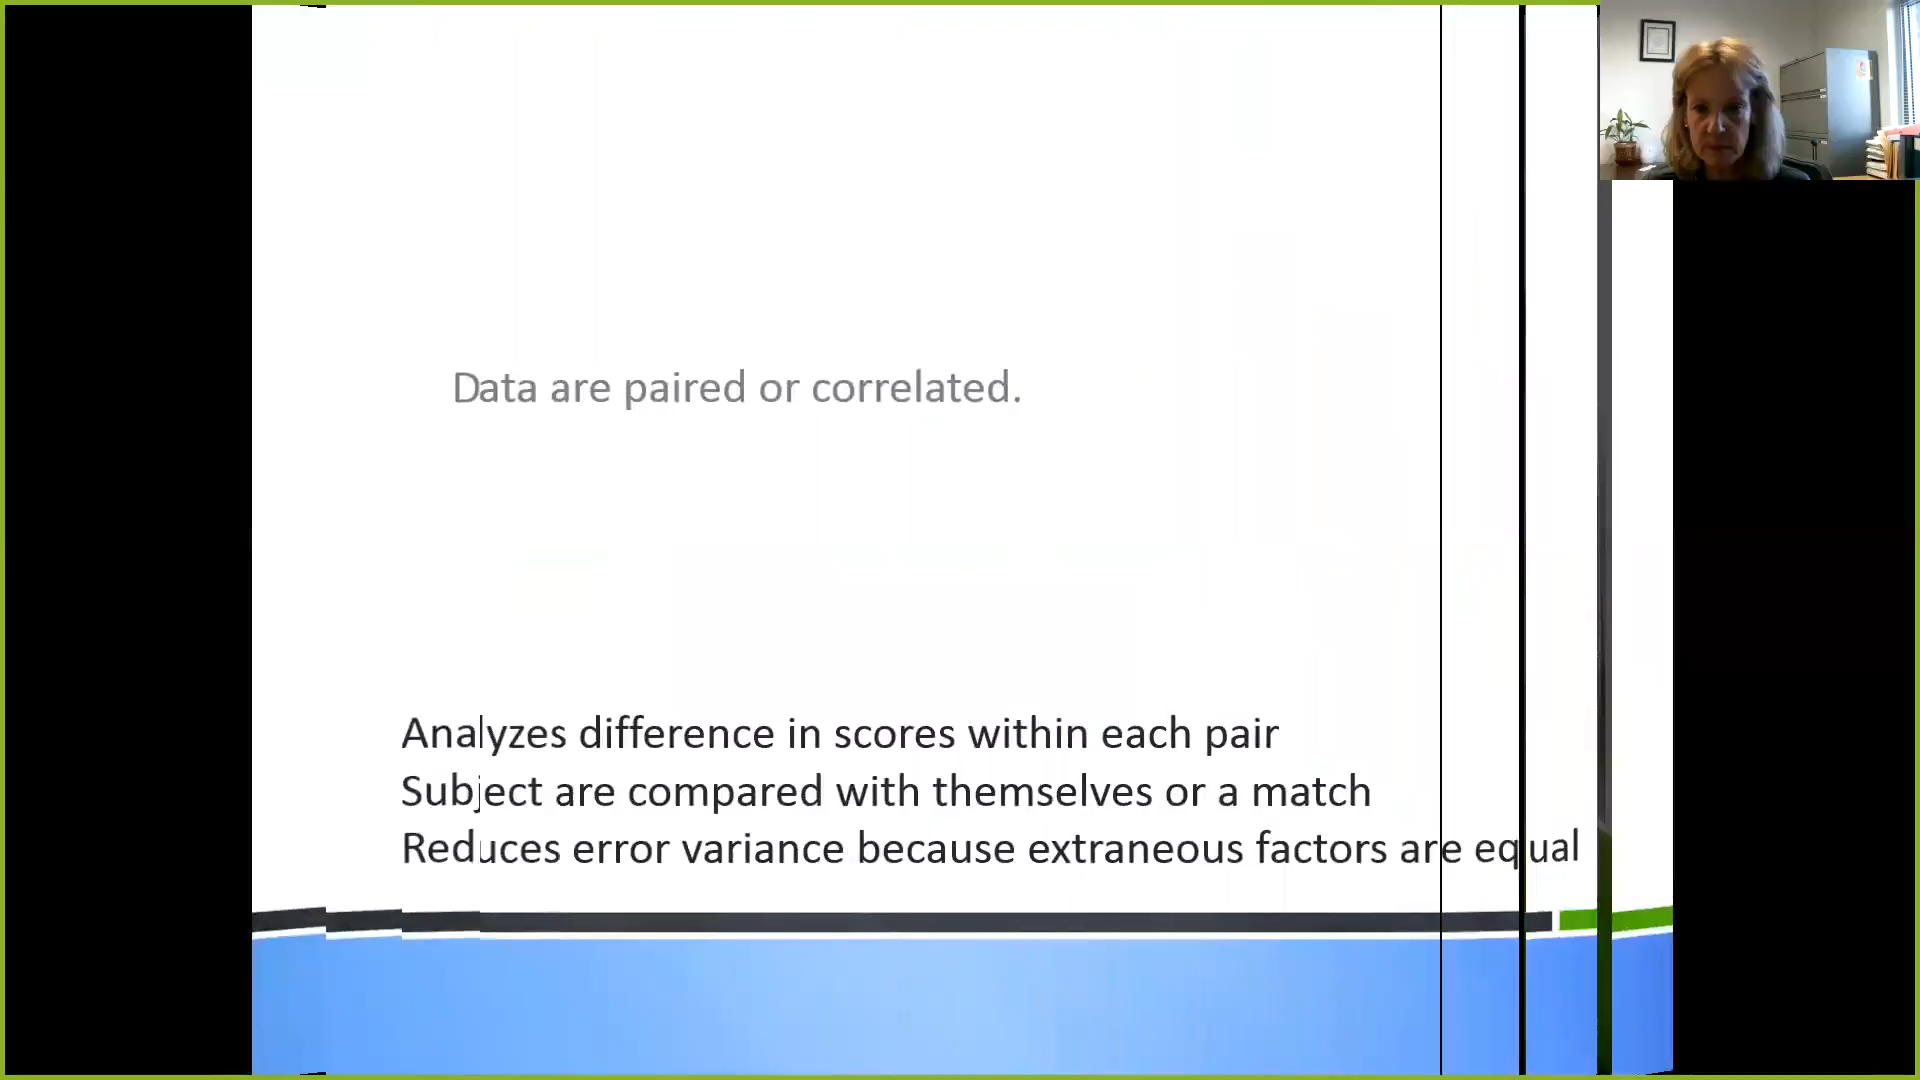 Data are paired or correlated.
Analyzes difference in scores within each pair
Subject are compared with themselves or a match
Reduces error variance because extraneous factors are equal